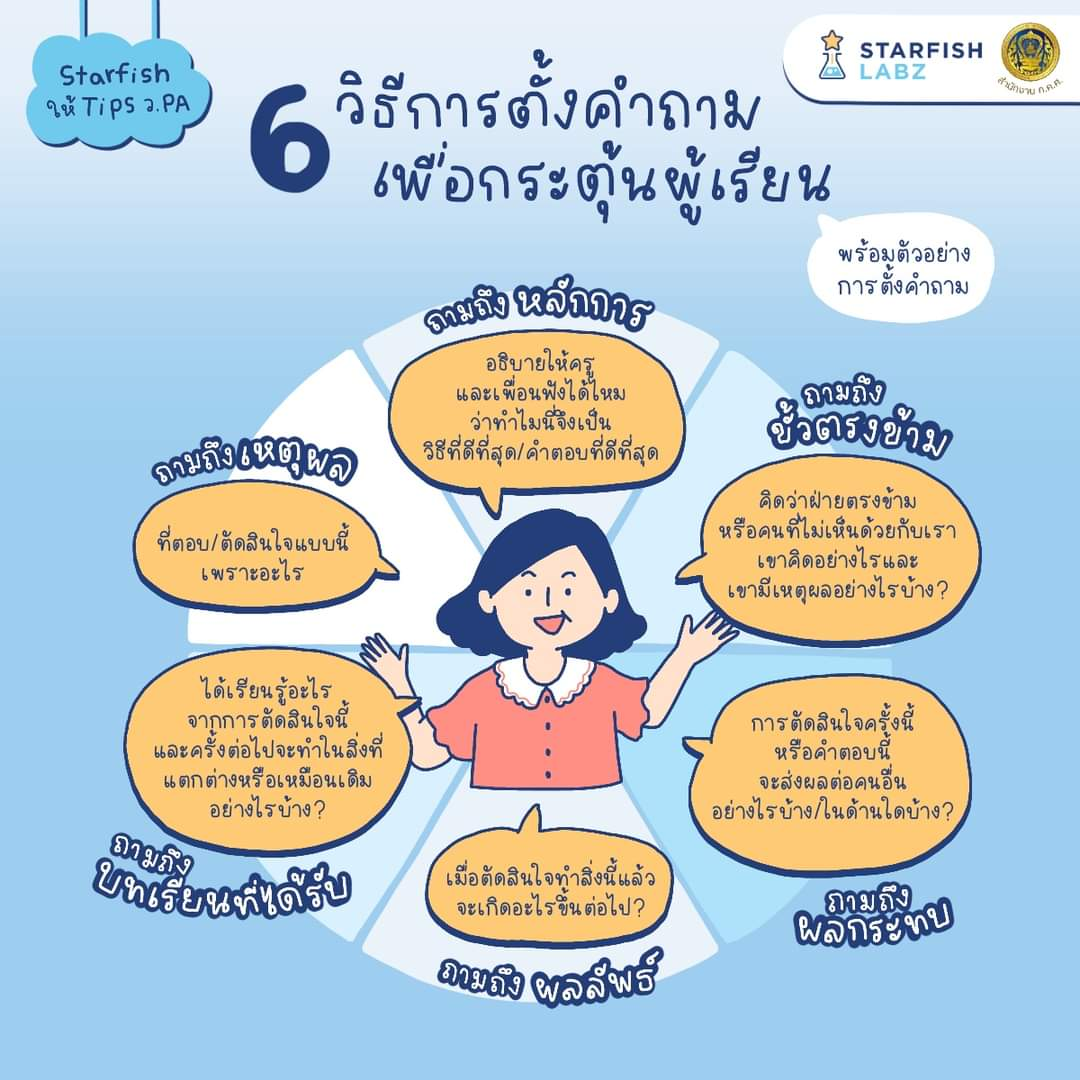 Starfish
ให้ Tips ว.PA
STARFISH
LABZ
สำนักงาน ก.ค.ศ.
6 วิธีการตั้งคำถาม
เพื่อกระตุ้นผู้เรียน
พร้อมตัวอย่าง
การตั้งคำถาม
ถามถึง หลักการ
อธิบายให้ครู
และเพื่อนฟังได้ไหม
ว่าทำไมนี่จึงเป็น
วิธีที่ดีที่สุด/คำตอบที่ดีที่สุด
ถามถึง
ขั้วตรงข้าม
คิดว่าฝ่ายตรงข้าม
หรือคนที่ไม่เห็นด้วยกับเรา
เขาคิดอย่างไรและ
เขามีเหตุผลอย่างไรบ้าง?
ถามถึงเหตุผล
ที่ตอบ/ตัดสินใจแบบนี้
เพราะอะไร
ได้เรียนรู้อะไร
จากการตัดสินใจนี้
และครั้งต่อไปจะทำในสิ่งที่
แตกต่างหรือเหมือนเดิม
อย่างไรบ้าง?
ถามถึง
บทเรียนที่ได้รับ
การตัดสินใจครั้งนี้
หรือคำตอบนี้
จะส่งผลต่อคนอื่น
อย่างไรบ้าง/ในด้านใดบ้าง?
ถามถึง
ผลกระทบ
เมื่อตัดสินใจทำสิ่งนี้แล้ว
จะเกิดอะไรขึ้นต่อไป?
ถามถึง ผลลัพธ์